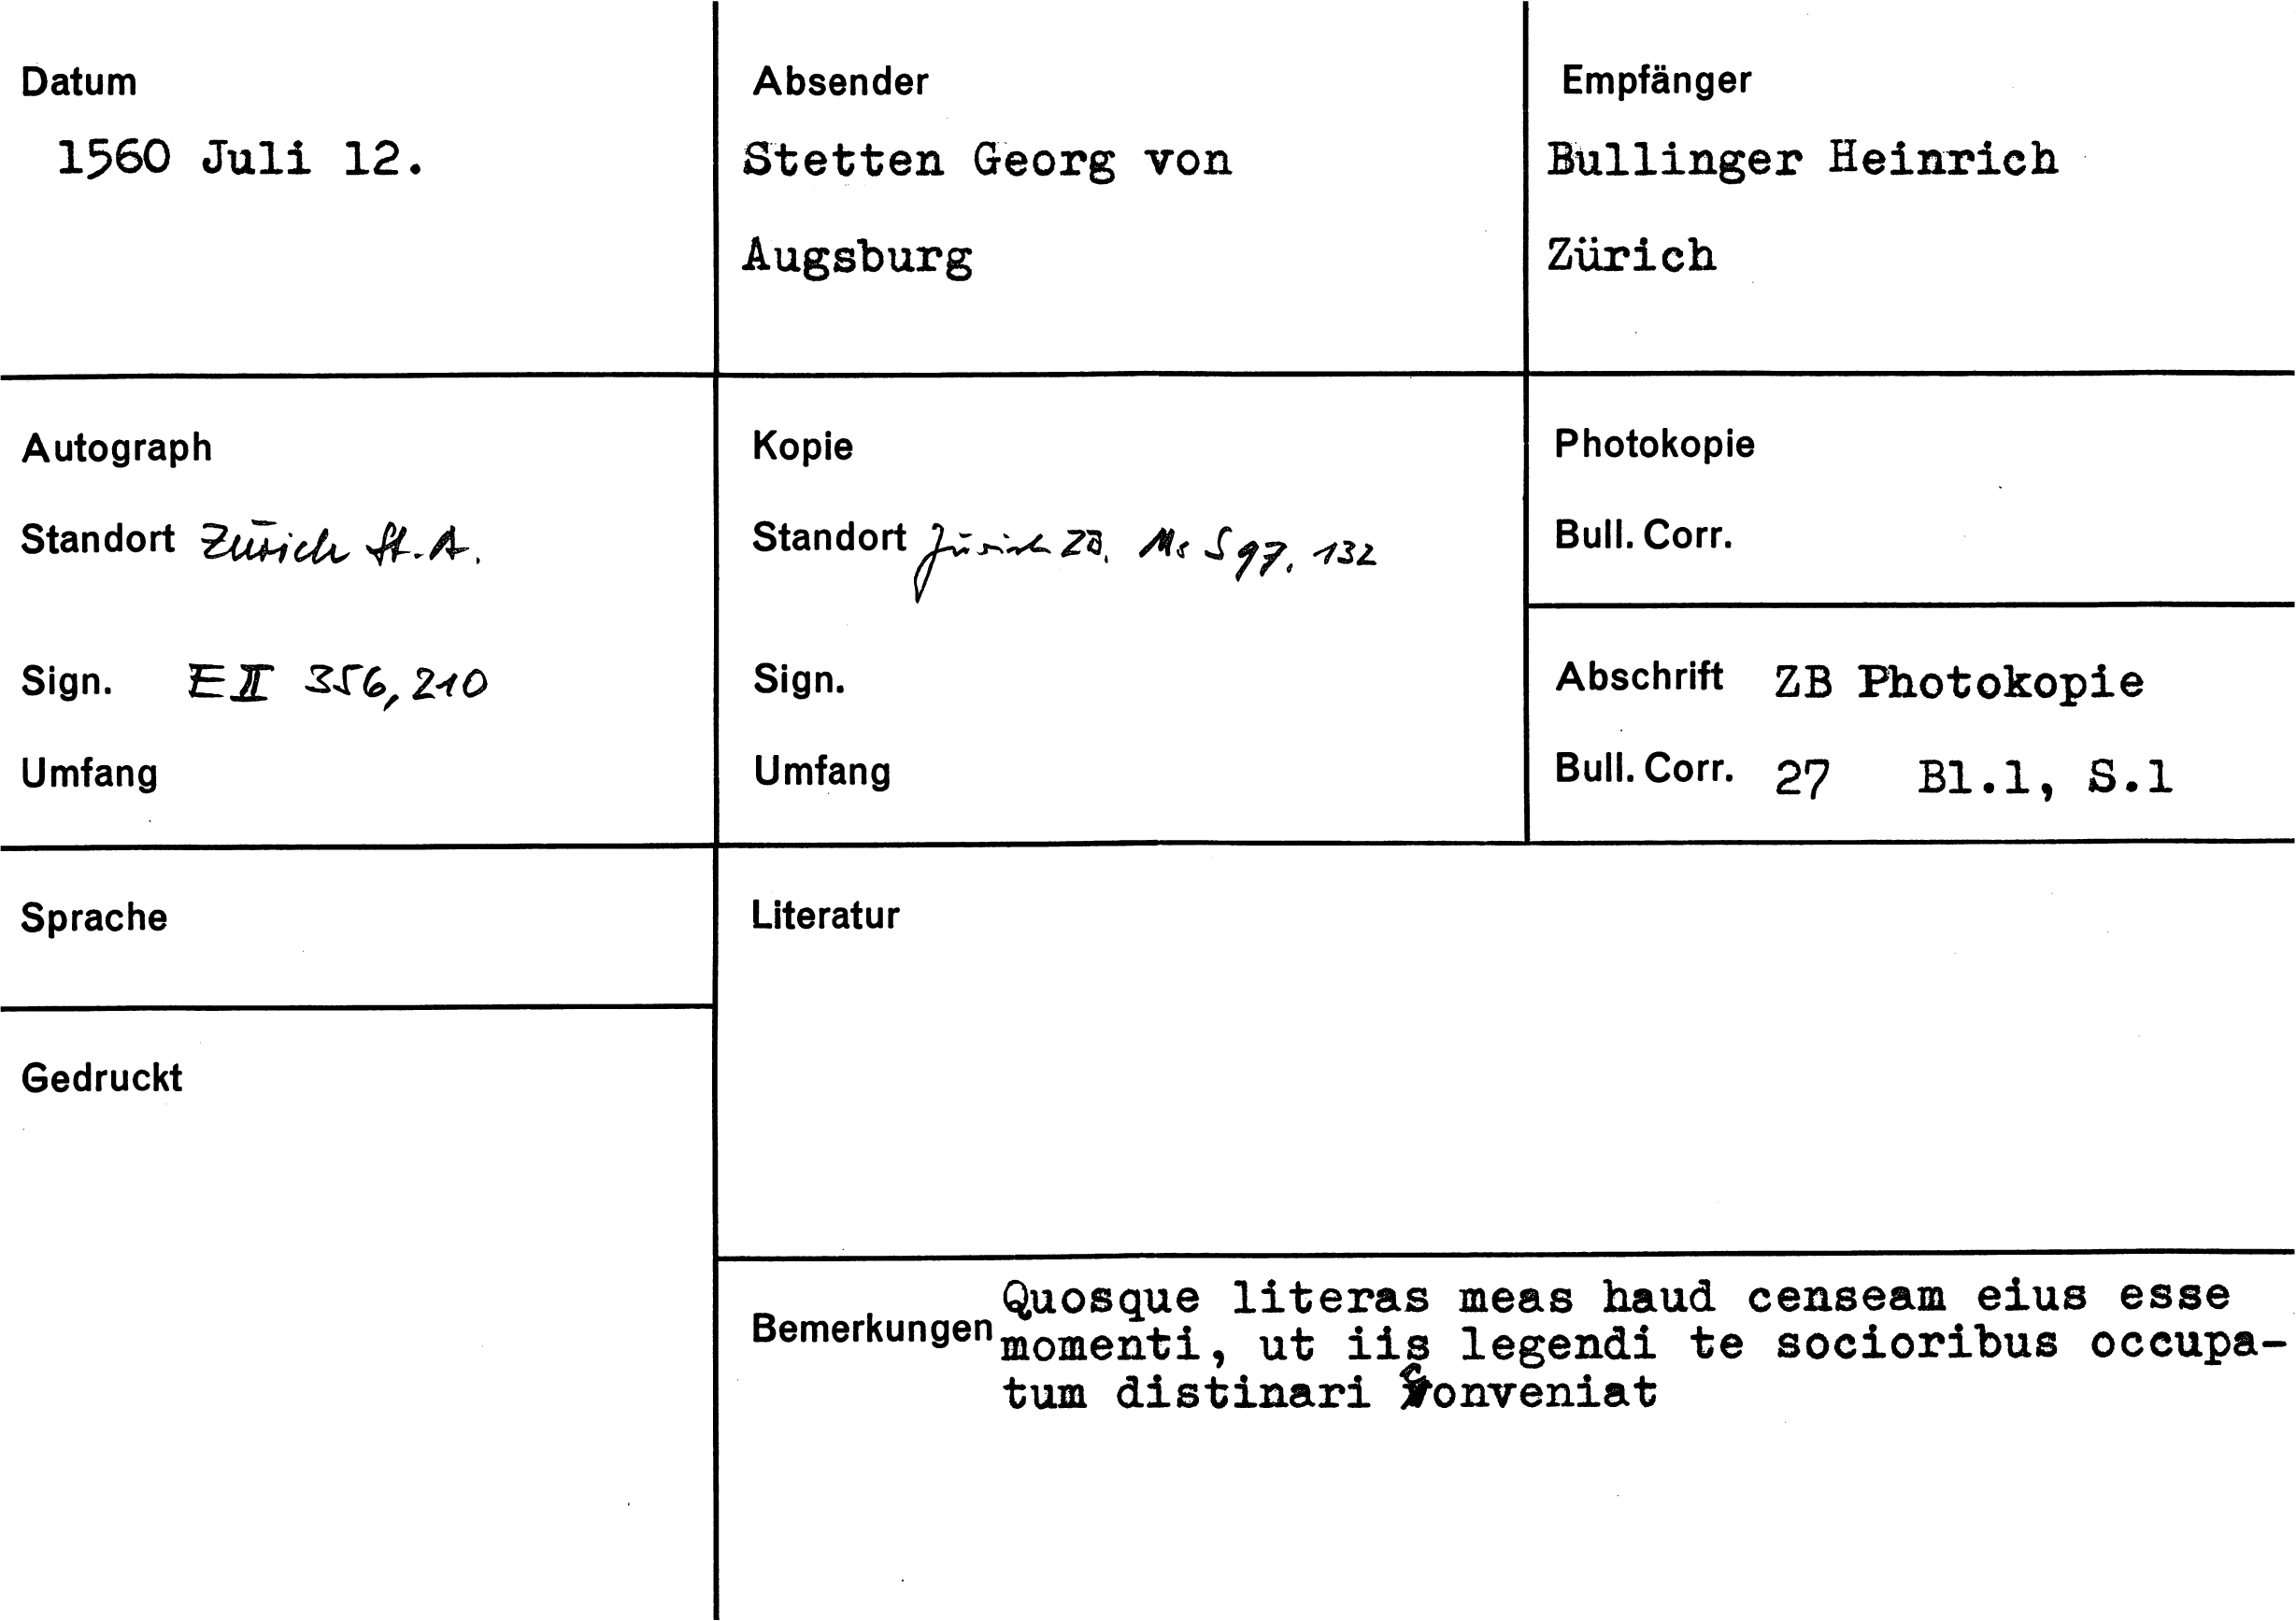 Datum
1560 Juli 12.
Absender
Stetten Georg von
Augsburg
Empfänger
Bullinger Heinrich
Zürich
Autograph
Standort Zürich St.A.
Sign. E II 356,210
Umfang
Kopie
Standort Zürich ZB. Ms S 97, 132
Sign.
Umfang
Photokopie
Bull. Corr.
Abschrift ZB Photokopie
Bull. Corr. 27 Bl.1, S.1
Sprache
Gedruckt
Literatur
Bemerkungen
Quosque literas meas haud censeam eius esse
momenti, ut iis legendi te socioribus occupa-
tum distinari conveniat